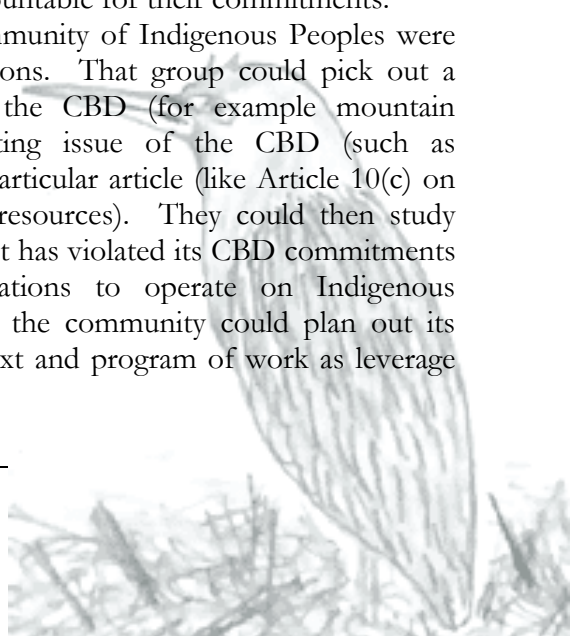 ountable for their commitments.
mmunity of Indigenous Peoples were
ons. That group could pick out a
the CBD (for example mountain
ting issue of the CBD (such as
articular article (like Article 10(c) on
resources). They could then study
t has violated its CBD commitments
ations to operate on Indigenous
the community could plan out its
xt and program of work as leverage